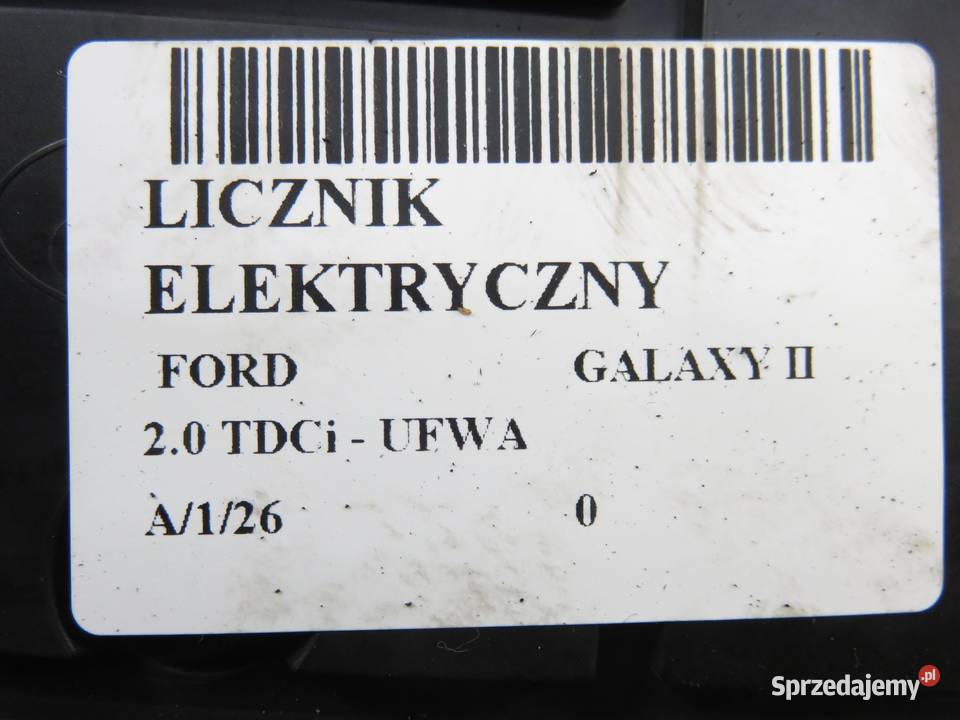 LICZNIK
ELEKTRYCZNY
FORD GALAXY II
2.0 TDCi - UFWA
A/1/26 0
Sprzedajemy.pl